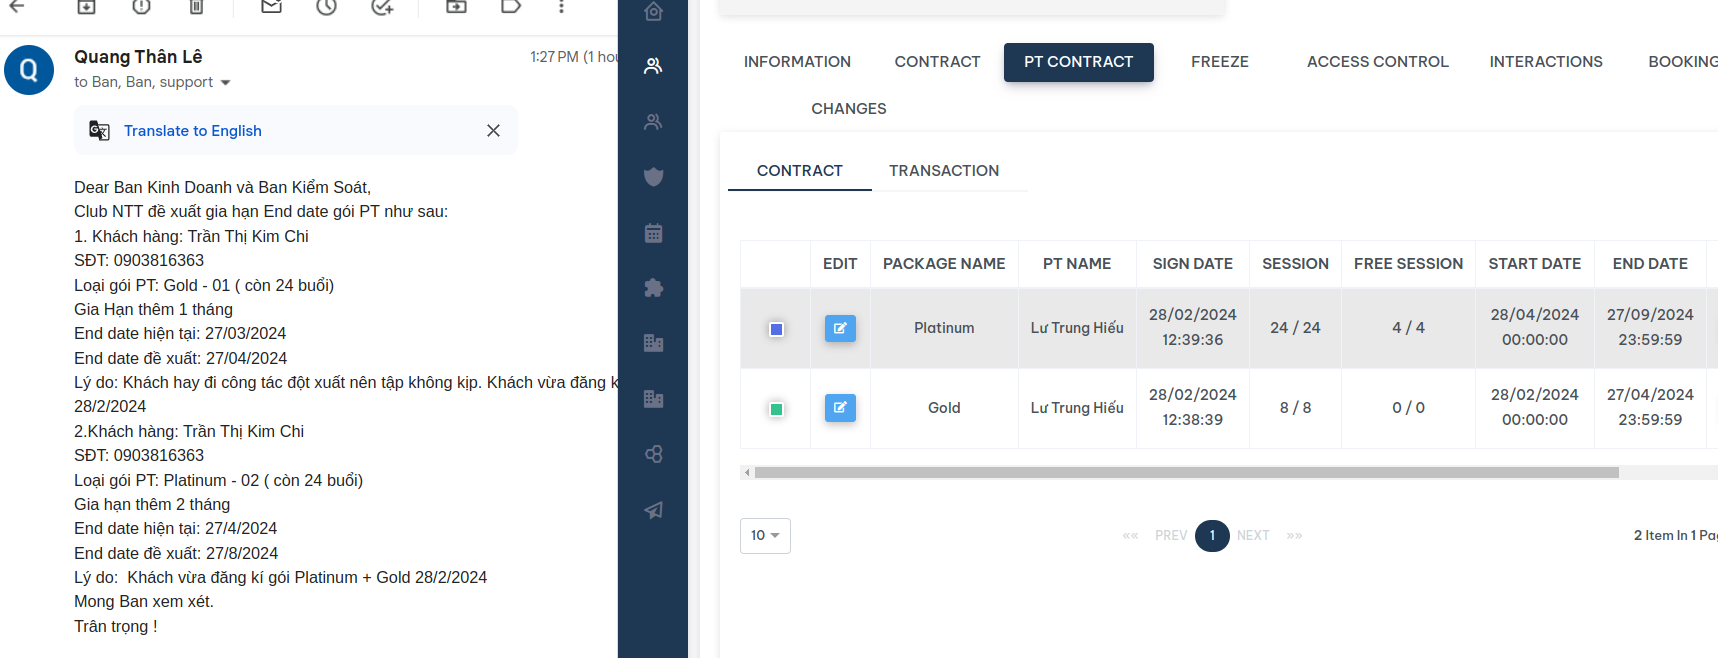 Q
Quang Thân Lê
1:27 PM (1 hou
to Ban, Ban, support
Translate to English
Dear Ban Kinh Doanh và Ban Kiểm Soát,
Club NTT đề xuất gia hạn End date gói PT như sau:
1. Khách hàng: Trần Thị Kim Chi
SĐT: 0903816363
Loại gói PT: Gold - 01 ( còn 24 buổi)
Gia Hạn thêm 1 tháng
End date hiện tại: 27/03/2024
End date đề xuất: 27/04/2024
Lý do: Khách hay đi công tác đột xuất nên tập không kịp. Khách vừa đăng k
28/2/2024
2.Khách hàng: Trần Thị Kim Chi
SĐT: 0903816363
Loại gói PT: Platinum - 02 ( còn 24 buổi)
Gia hạn thêm 2 tháng
End date hiện tại: 27/4/2024
End date đề xuất: 27/8/2024
Lý do:  Khách vừa đăng kí gói Platinum + Gold 28/2/2024
Mong Ban xem xét.
Trân trọng !
INFORMATION CONTRACT PT CONTRACT FREEZE ACCESS CONTROL INTERACTIONS BOOKING
CHANGES
CONTRACT TRANSACTION
EDIT PACKAGE NAME PT NAME SIGN DATE SESSION FREE SESSION START DATE END DATE
Platinum Lư Trung Hiếu 28/02/2024 12:39:36 24 / 24 4 / 4 28/04/2024 00:00:00 27/09/2024 23:59:59
Gold Lư Trung Hiếu 28/02/2024 12:38:39 8 / 8 0 / 0 28/02/2024 00:00:00 27/04/2024 23:59:59
10 «« PREV 1 NEXT »» 2 Item In 1 Pag